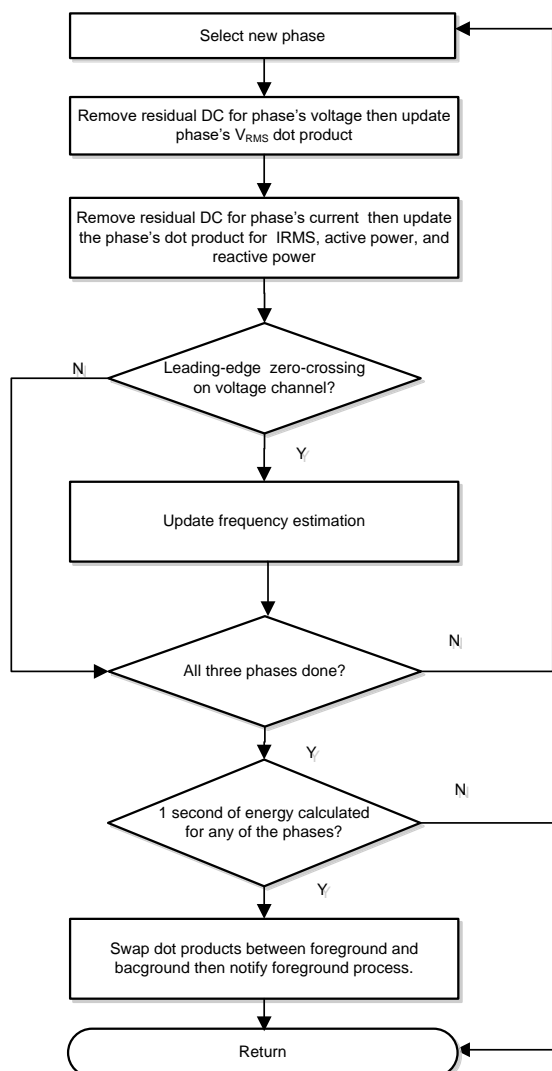 Select new phase
Remove residual DC for phase's voltage then update
phase's VRMS dot product
Remove residual DC for phase's current then update
the phase's dot product for IRMS, active power, and
reactive power
Leading-edge zero-crossing
on voltage channel?
N
Y
Update frequency estimation
All three phases done?
N
Y
1 second of energy calculated
for any of the phases?
N
Y
Swap dot products between foreground and
bacground then notify foreground process.
Return